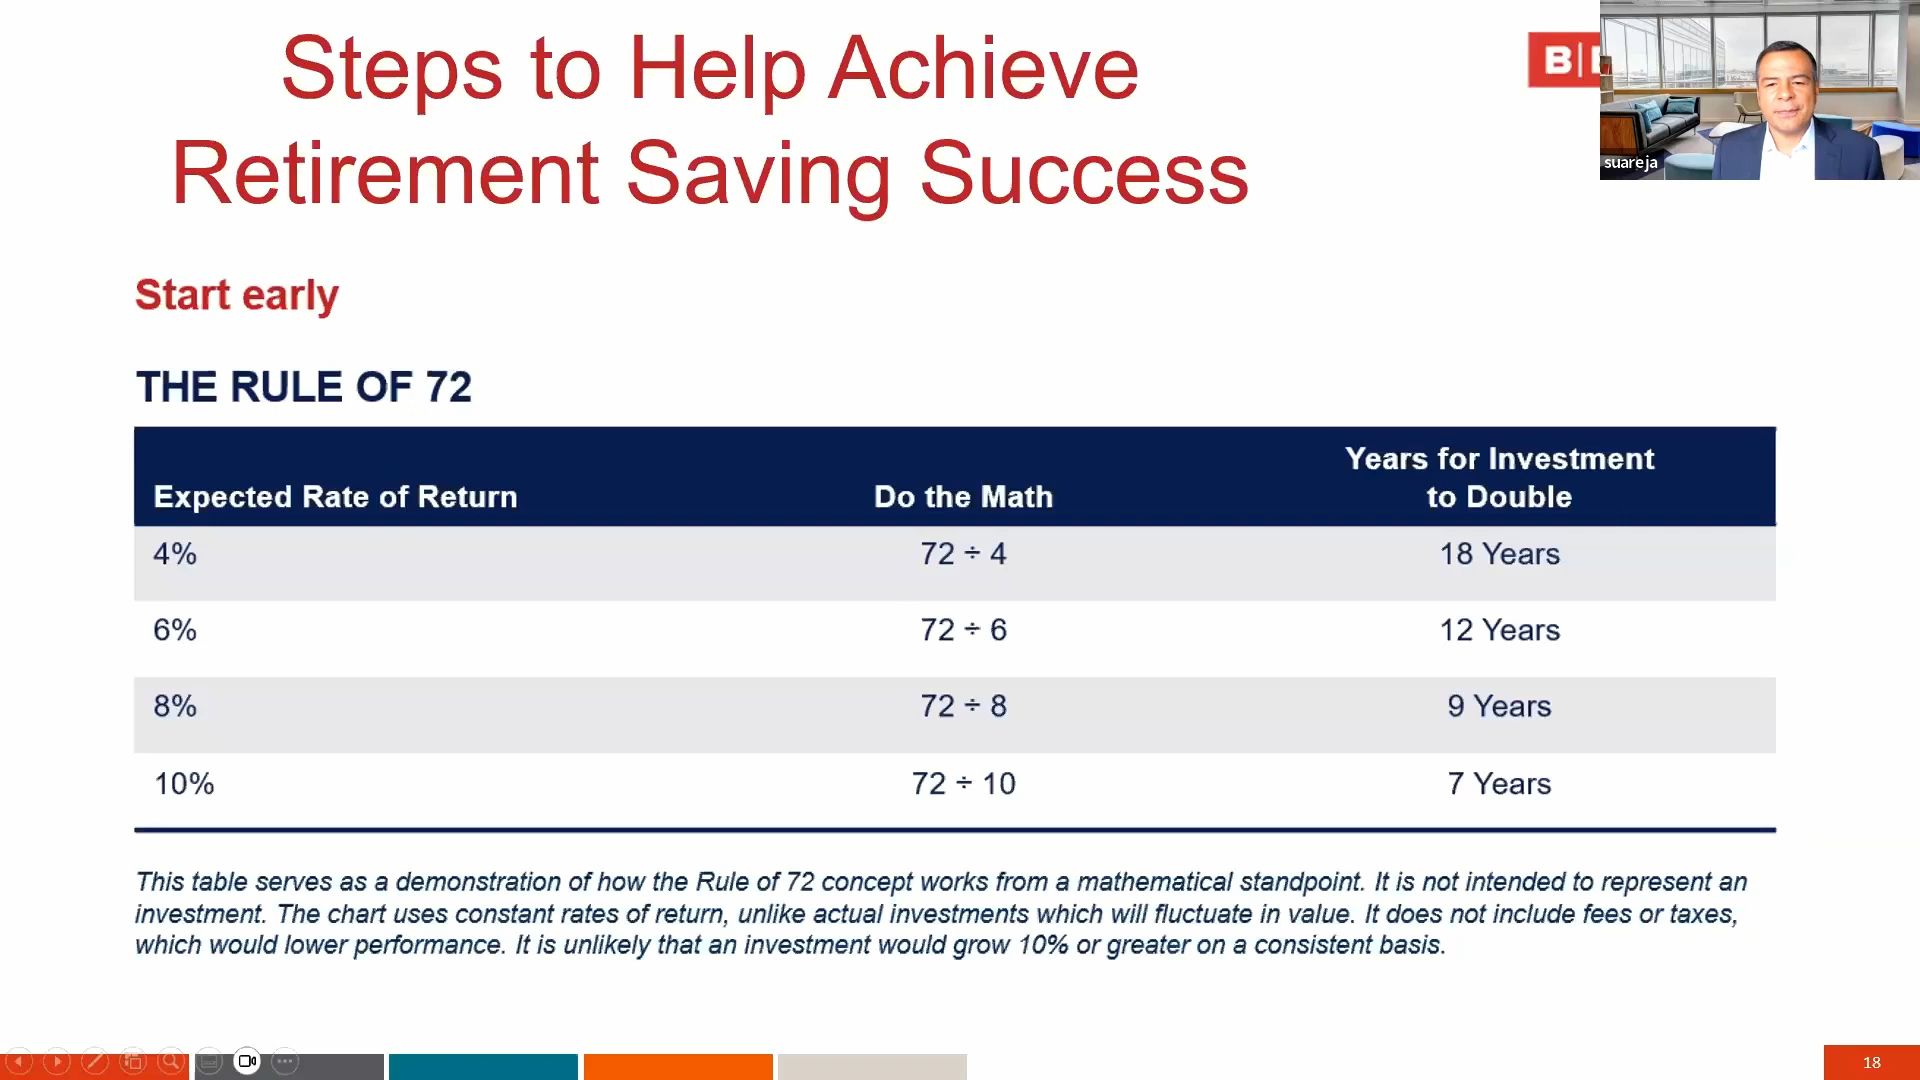 Steps to Help Achieve
Retirement Saving Success
B|
suareja
Start early
THE RULE OF 72
Expected Rate of Return Do the Math Years for Investment to Double
4% 72 ÷ 4 18 Years
6% 72 ÷ 6 12 Years
8% 72 ÷ 8 9 Years
10% 72 ÷ 10 7 Years
This table serves as a demonstration of how the Rule of 72 concept works from a mathematical standpoint. It is not intended to represent an
investment. The chart uses constant rates of return, unlike actual investments which will fluctuate in value. It does not include fees or taxes,
which would lower performance. It is unlikely that an investment would grow 10% or greater on a consistent basis.
18